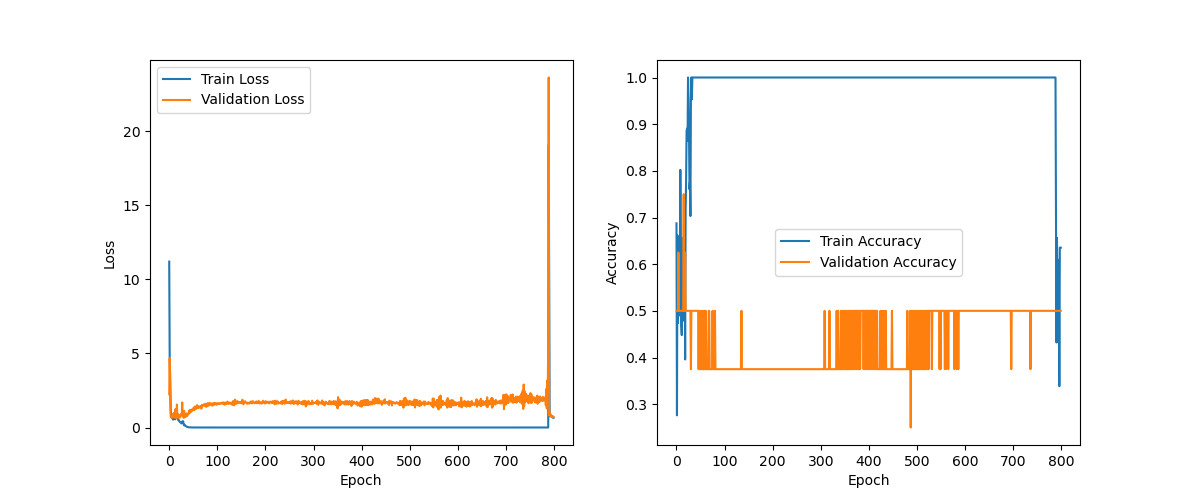 Train Loss
Validation Loss
Loss
20
15
10
5
0
0 100 200 300 400 500 600 700 800
Epoch
Train Accuracy
Validation Accuracy
Accuracy
1.0
0.9
0.8
0.7
0.6
0.5
0.4
0.3
0 100 200 300 400 500 600 700 800
Epoch